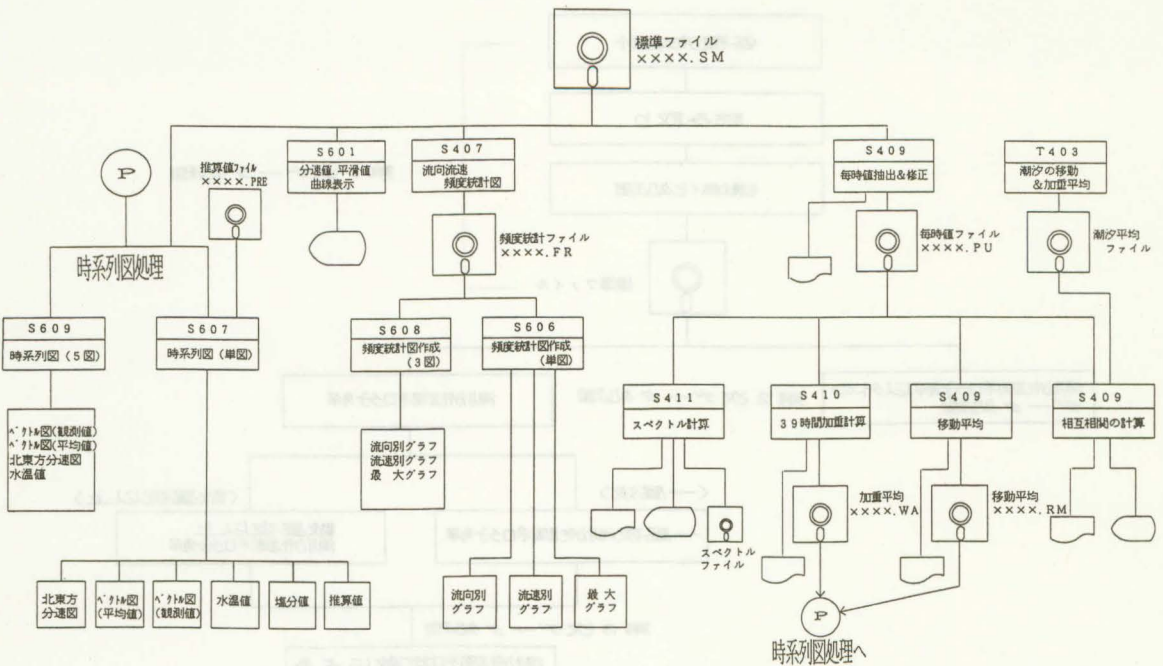 標準ファイル
××××.SM
P
推算値ファイル
××××.PRE
S601
分速値.平滑値
曲線表示
S407
流向流速
頻度統計図
S409
毎時値抽出&修正
T403
潮汐の移動
&加重平均
時系列図処理
頻度統計ファイル
××××.FR
毎時値ファイル
××××.PU
潮汐平均
ファイル
S609
時系列図(5図)
S607
時系列図(単図)
S608
頻度統計図作成
(3図)
S606
頻度統計図作成
(単図)
S411
スペクトル計算
S410
39時間加重計算
S409
移動平均
S409
相互相関の計算
ベクトル図(観測値)
ベクトル図(平均値)
北東方分速図
水温値
流向別グラフ
流速別グラフ
最 大グラフ
スペクトル
ファイル
加重平均
××××.WA
移動平均
××××.RM
北東方
分速図
ベクトル図
(平均値)
ベクトル図
(観測値)
水温値
塩分値
推算値
流向別
グラフ
流速別
グラフ
最 大
グラフ
P
時系列図処理へ